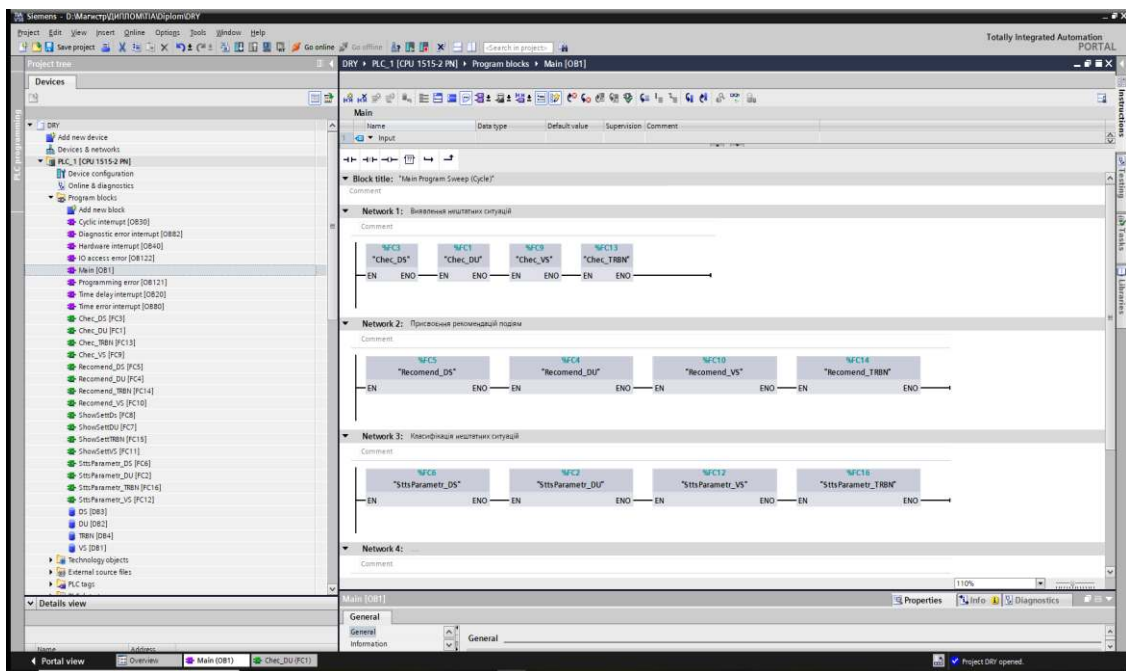 Siemens - D:\Магистр\ДИПЛОМ\TIA\Diplom\DRY
Project Edit View Insert Online Options Tools Window Help
Totally Integrated Automation
PORTAL
Save project Go online Go offline <Search in project>
Project tree
DRY ▸ PLC_1 [CPU 1515-2 PN] ▸ Program blocks ▸ Main [OB1]
Devices
DRY
Add new device
Devices & networks
PLC_1 [CPU 1515-2 PN]
Device configuration
Online & diagnostics
Program blocks
Add new block
Cyclic interrupt [OB30]
Diagnostic error interrupt [OB82]
Hardware interrupt [OB40]
IO access error [OB122]
Main [OB1]
Programming error [OB121]
Time delay interrupt [OB20]
Time error interrupt [OB80]
Chec_DS [FC3]
Chec_DU [FC1]
Chec_TRBN [FC13]
Chec_VS [FC9]
Recomend_DS [FC5]
Recomend_DU [FC4]
Recomend_TRBN [FC14]
Recomend_VS [FC10]
ShowSettDs [FC8]
ShowSettDU [FC7]
ShowSettTRBN [FC15]
ShowSettVS [FC11]
SttsParametr_DS [FC6]
SttsParametr_DU [FC2]
SttsParametr_TRBN [FC16]
SttsParametr_VS [FC12]
DS [DB3]
DU [DB2]
TRBN [DB4]
VS [DB1]
Technology objects
External source files
PLC tags
Details view
Name Address
PLC programming
Main
Name Data type Default value Supervision Comment
1 Input
Block title: "Main Program Sweep (Cycle)"
Comment
Network 1: Виявлення нештатних ситуацій
Comment
%FC3 %FC1 %FC9 %FC13
"Chec_DS" "Chec_DU" "Chec_VS" "Chec_TRBN"
EN ENO EN ENO EN ENO EN ENO
Network 2: Присвоєння рекомендацій подіям
Comment
%FC5 %FC4 %FC10 %FC14
"Recomend_DS" "Recomend_DU" "Recomend_VS" "Recomend_TRBN"
EN ENO EN ENO EN ENO EN ENO
Network 3: Класифікація нештатних ситуацій
Comment
%FC6 %FC2 %FC12 %FC16
"SttsParametr_DS" "SttsParametr_DU" "SttsParametr_VS" "SttsParametr_TRBN"
EN ENO EN ENO EN ENO EN ENO
Network 4: ...
Comment
110%
Main [OB1]
Properties Info Diagnostics
General
General
Information
General
Instructions
Testing
Tasks
Libraries
Portal view Overview Main (OB1) Chec_DU (FC1) Project DRY opened.